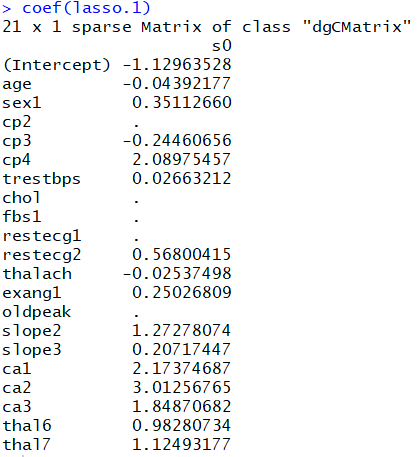 > coef(lasso.1)
21 x 1 sparse Matrix of class "dgCMatrix"
s0
(Intercept) -1.12963528
age -0.04392177
sex1 0.35112660
cp2 .
cp3 -0.24460656
cp4 2.08975457
trestbps 0.02663212
chol .
fbs1 .
restecg1 .
restecg2 0.56800415
thalach -0.02537498
exang1 0.25026809
oldpeak .
slope2 1.27278074
slope3 0.20717447
ca1 2.17374687
ca2 3.01256765
ca3 1.84870682
thal6 0.98280734
thal7 1.12493177